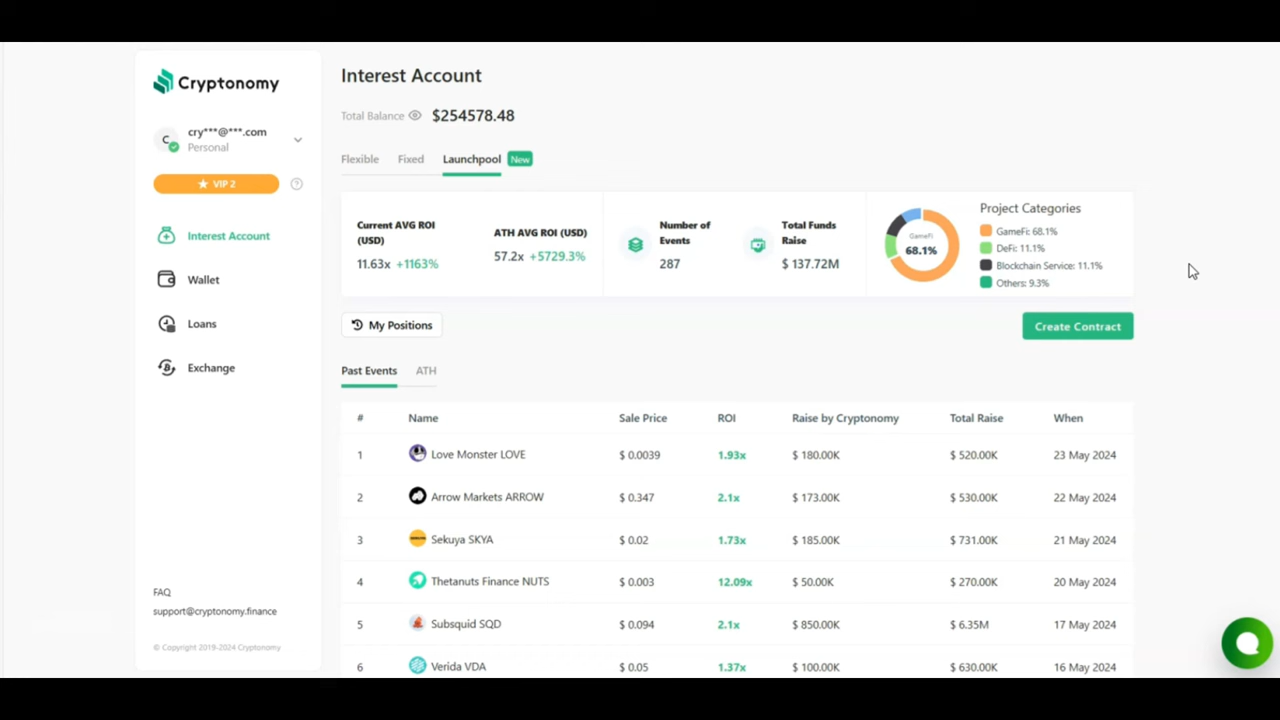 Cryptonomy
C
cry***@***.com
Personal
★ VIP 2
?
Interest Account
Wallet
Loans
Exchange
FAQ
support@cryptonomy.finance
© Copyright 2019-2024 Cryptonomy
Interest Account
Total Balance $254578.48
Flexible Fixed Launchpool New
Current AVG ROI
(USD)
11.63x +1163%
ATH AVG ROI (USD)
57.2x +5729.3%
Number of
Events
287
Total Funds
Raise
$ 137.72M
GameFi
68.1%
Project Categories
GameFi: 68.1%
DeFi: 11.1%
Blockchain Service: 11.1%
Others: 9.3%
My Positions
Create Contract
Past Events ATH
# Name Sale Price ROI Raise by Cryptonomy Total Raise When
1 Love Monster LOVE $ 0.0039 1.93x $ 180.00K $ 520.00K 23 May 2024
2 Arrow Markets ARROW $ 0.347 2.1x $ 173.00K $ 530.00K 22 May 2024
3 Sekuya SKYA $ 0.02 1.73x $ 185.00K $ 731.00K 21 May 2024
4 Thetanuts Finance NUTS $ 0.003 12.09x $ 50.00K $ 270.00K 20 May 2024
5 Subsquid SQD $ 0.094 2.1x $ 850.00K $ 6.35M 17 May 2024
6 Verida VDA $ 0.05 1.37x $ 100.00K $ 630.00K 16 May 2024